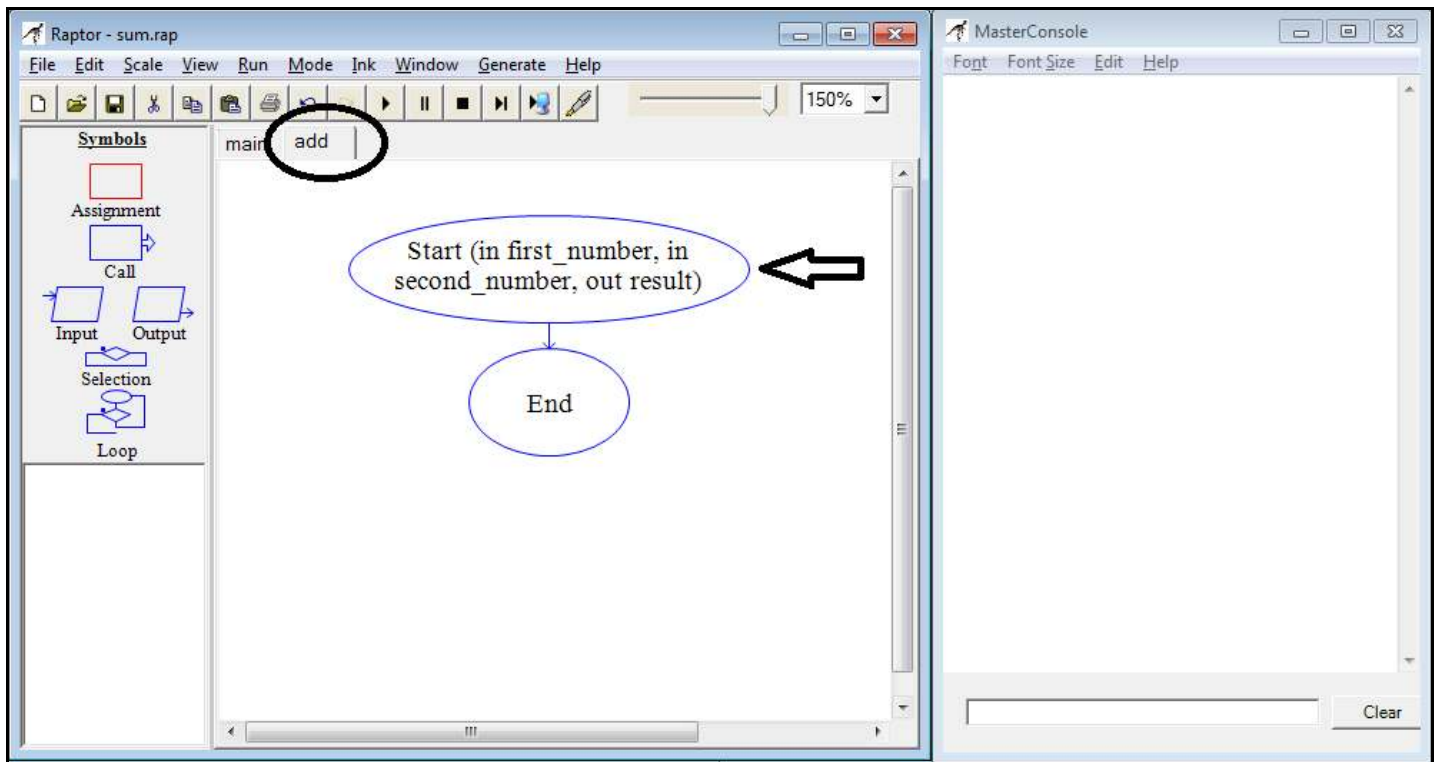 Raptor - sum.rap
File Edit Scale View Run Mode Ink Window Generate Help
150%
Symbols
Assignment
Call
Input Output
Selection
Loop
main add
Start (in first_number, in
second_number, out result)
End
MasterConsole
Font Font Size Edit Help
Clear